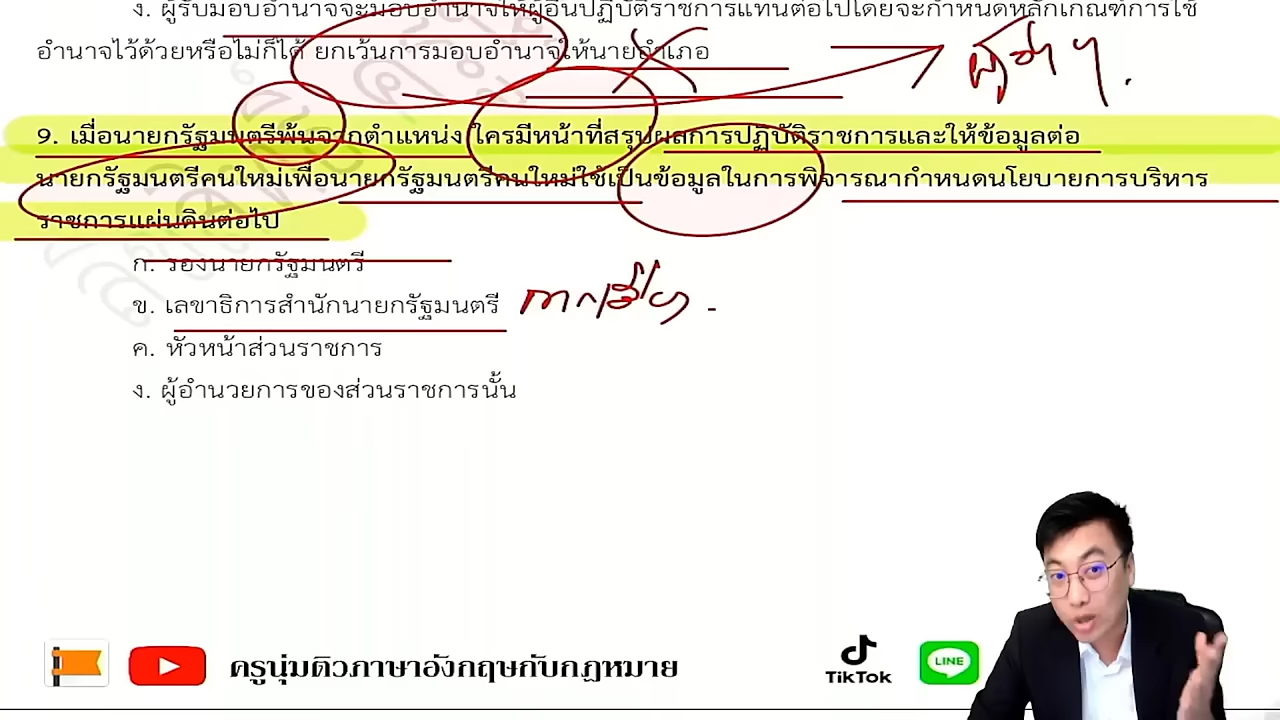 ง. ผู้รับมอบอำนาจจะมอบอำนาจให้ผู้อื่นปฏิบัติราชการแทนต่อไปโดยจะกำหนดหลักเกณฑ์การใช้
อำนาจไว้ด้วยหรือไม่ก็ได้ ยกเว้นการมอบอำนาจให้นายอำเภอ
9. เมื่อนายกรัฐมนตรีพ้นจากตำแหน่ง ใครมีหน้าที่สรุปผลการปฏิบัติราชการและให้ข้อมูลต่อ
นายกรัฐมนตรีคนใหม่เพื่อนายกรัฐมนตรีคนใหม่ใช้เป็นข้อมูลในการพิจารณากำหนดนโยบายการบริหาร
ราชการแผ่นดินต่อไป
ก. รองนายกรัฐมนตรี
ข. เลขาธิการสำนักนายกรัฐมนตรี
ค. หัวหน้าส่วนราชการ
ง. ผู้อำนวยการของส่วนราชการนั้น
ครูนุ่มติวภาษาอังกฤษกับกฎหมาย
TikTok
LINE